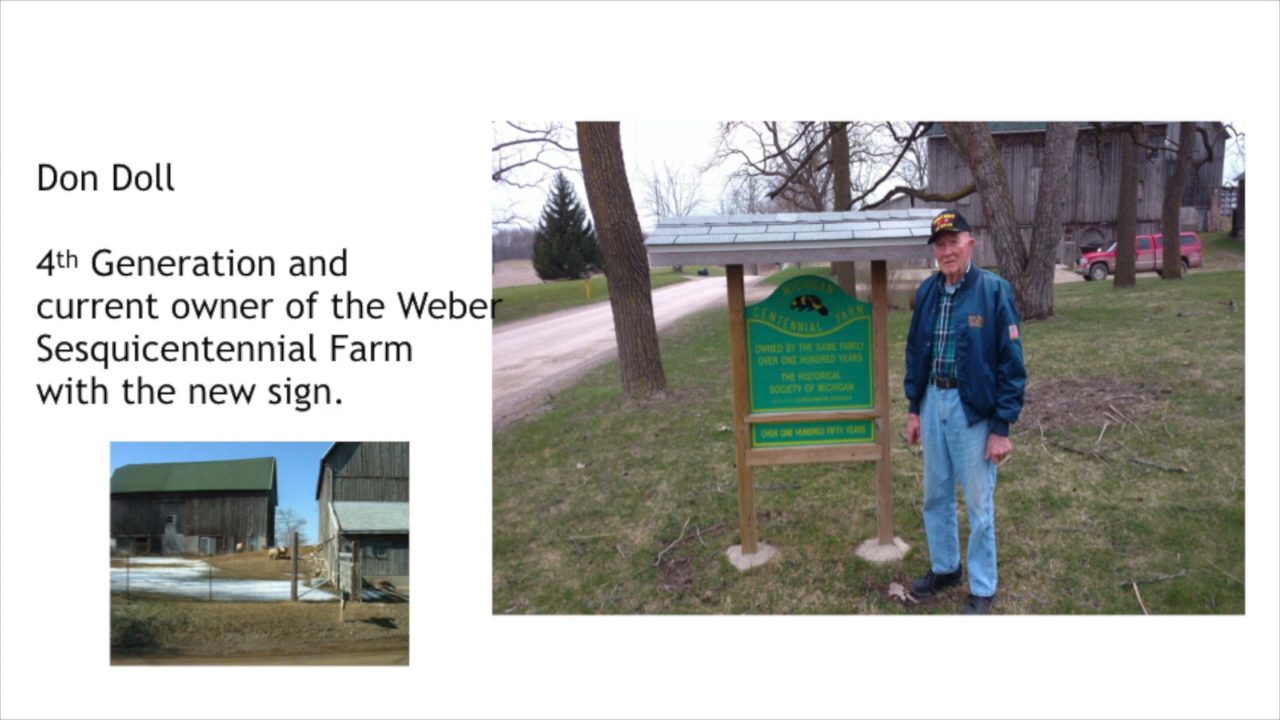 Don Doll
4th Generation and
current owner of the Weber
Sesquicentennial Farm
with the new sign.
MICHIGAN
CENTENNIAL FARM
OWNED BY THE SAME FAMILY
OVER ONE HUNDRED YEARS
THE HISTORICAL
SOCIETY OF MICHIGAN
CONSUMERS ENERGY
OVER ONE HUNDRED FIFTY YEARS